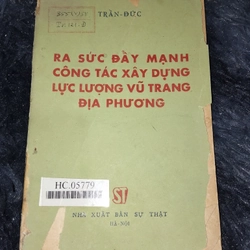 TRẦN-ĐỨC
RA SỨC ĐẨY MẠNH
CÔNG TÁC XÂY DỰNG
LỰC LƯỢNG VŨ TRANG
ĐỊA PHƯƠNG
HC.05779
ST
NHÀ XUẤT BẢN SỰ THẬT
HÀ-NỘI